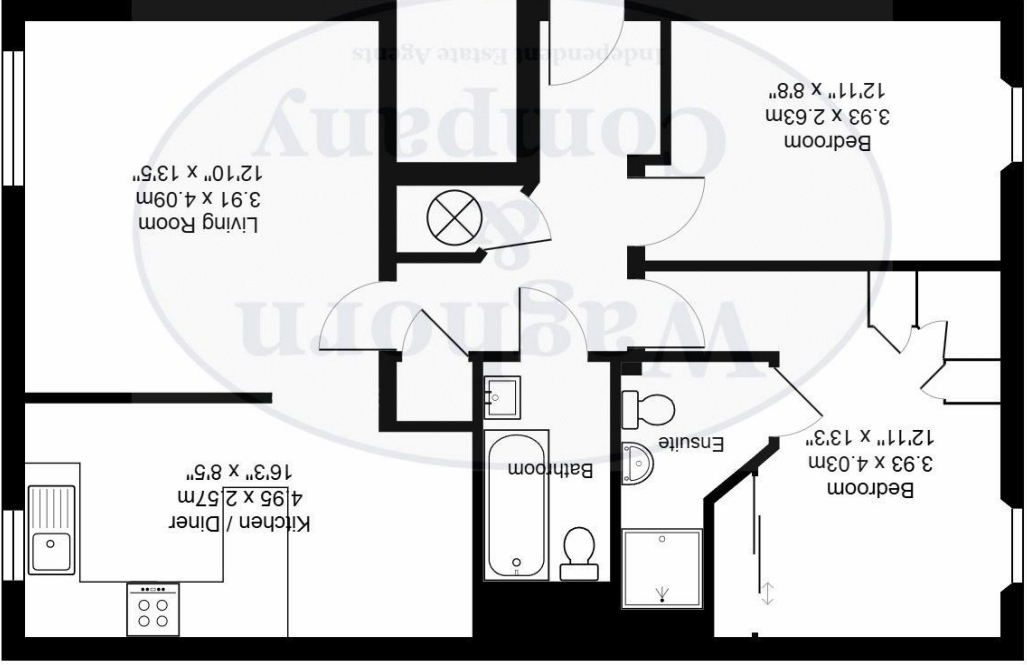 Kitchen / Diner
4.95 x 2.57m
16'3" x 8'5"
Bathroom
Ensuite
Bedroom
3.93 x 4.03m
12'11" x 13'3"
Living Room
3.91 x 4.09m
12'10" x 13'5"
Bedroom
3.93 x 2.63m
12'11" x 8'8"
Waghorn
&
Company
Independent Estate Agents